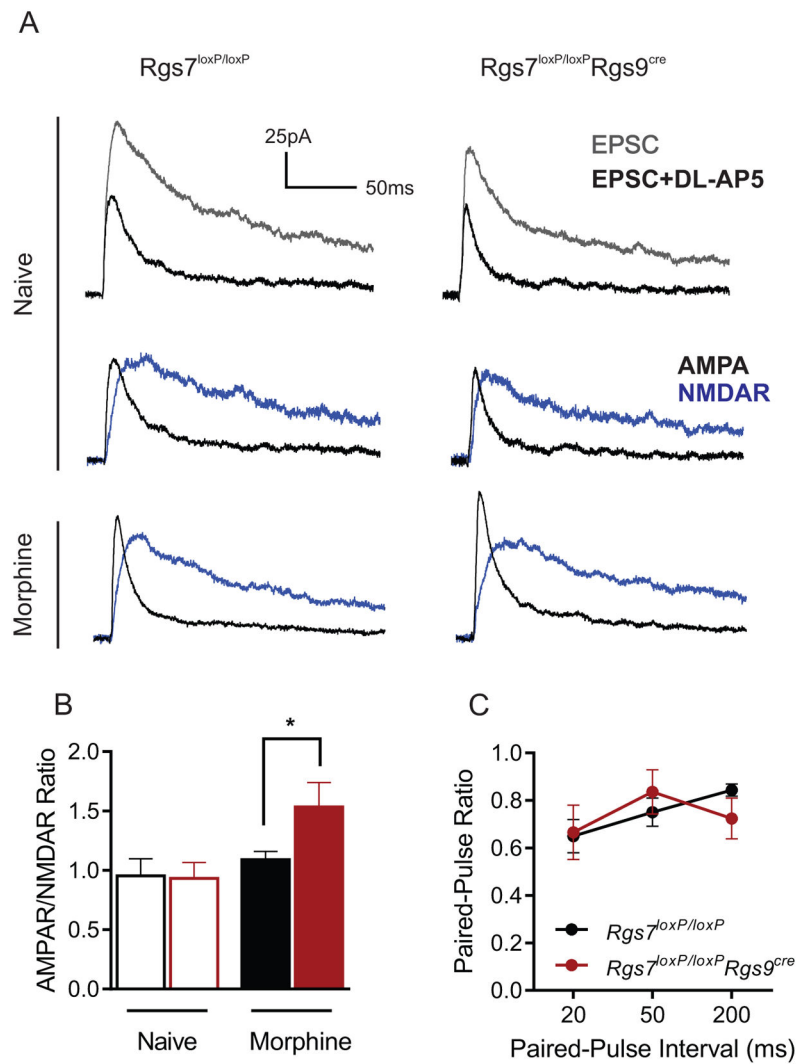 A
Rgs7loxP/loxP
Rgs7loxP/loxPRgs9cre
25pA
50ms
EPSC
EPSC+DL-AP5
Naive
AMPA
NMDAR
Morphine
B
AMPAR/NMDAR Ratio
2.0
1.5
1.0
0.5
0.0
*
Naive
Morphine
C
Paired-Pulse Ratio
1.0
0.8
0.6
0.4
0.2
0.0
Rgs7loxP/loxP
Rgs7loxP/loxPRgs9cre
20
50
200
Paired-Pulse Interval (ms)